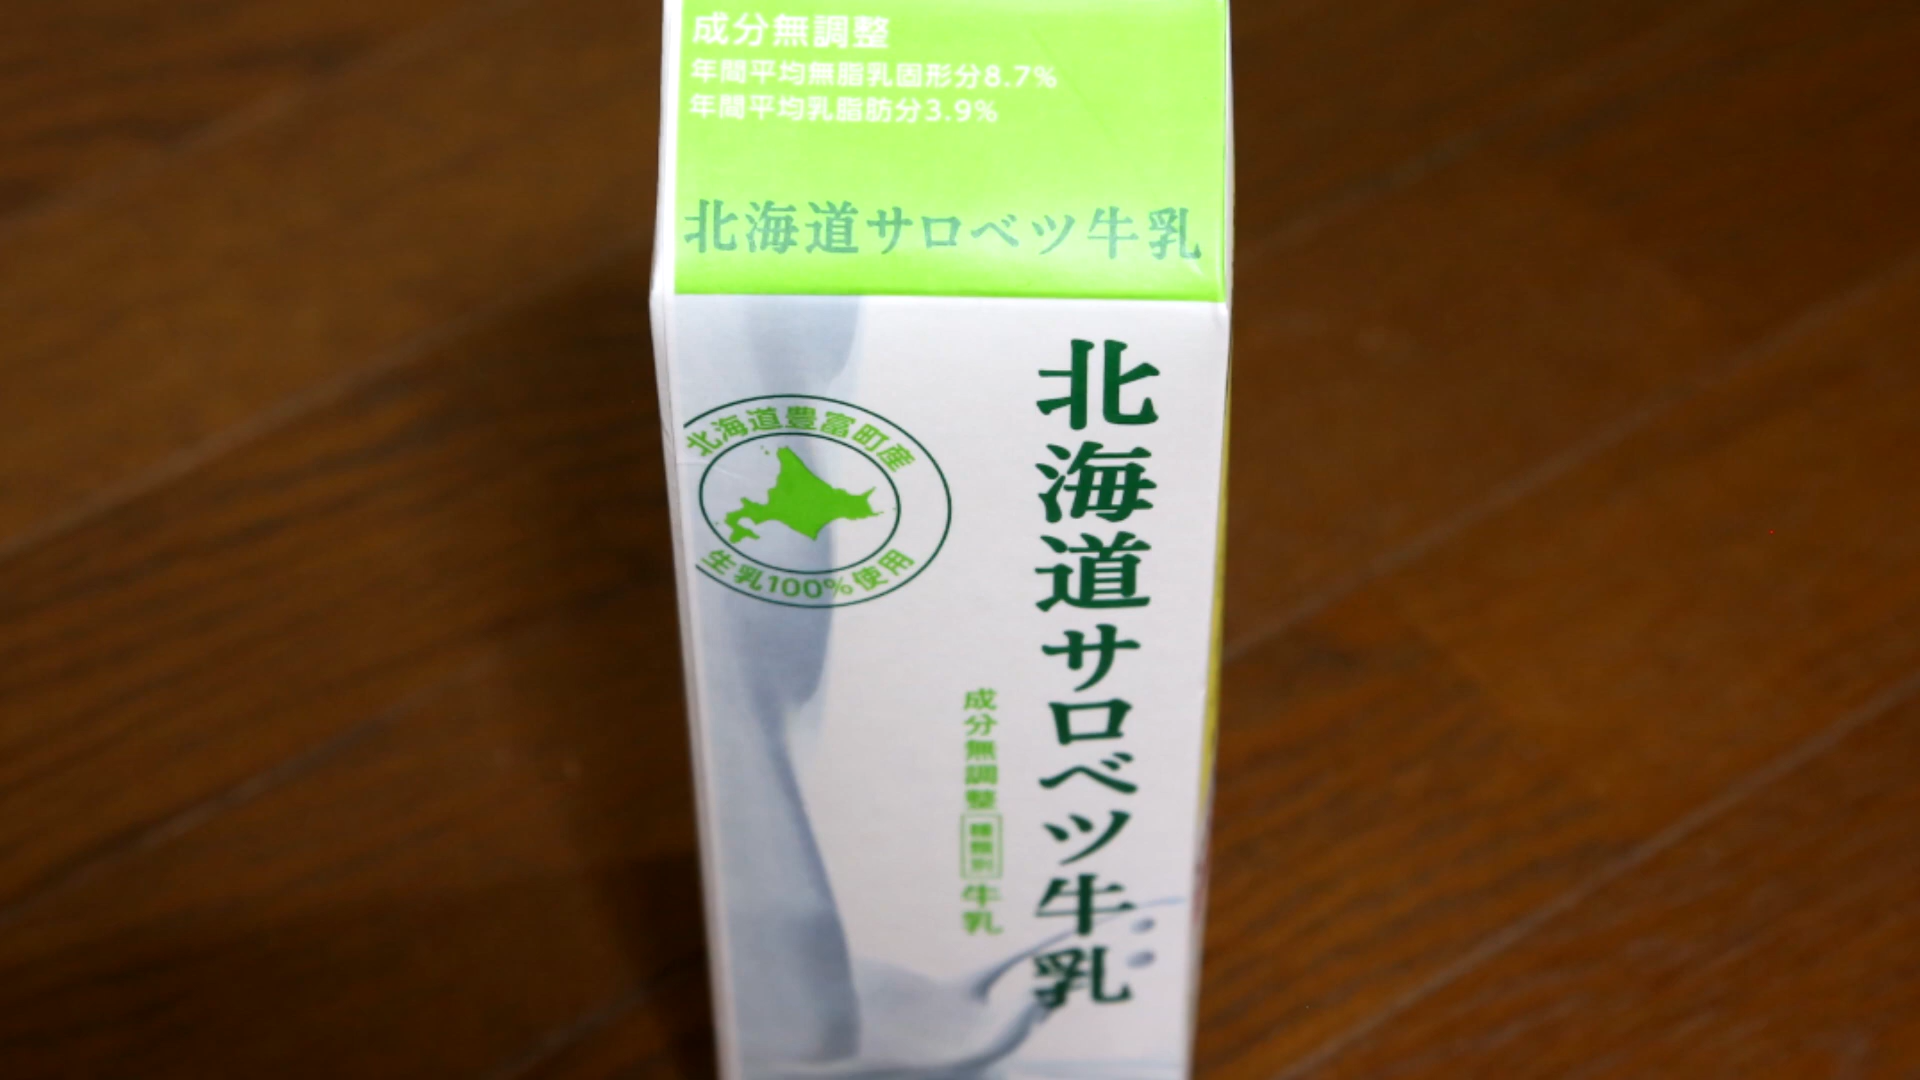 成分無調整
年間平均無脂乳固形分8.7%
年間平均乳脂肪分3.9%
北海道サロベツ牛乳
北海道サロベツ牛乳
北海道豊富町産
生乳100%使用
成分無調整 種類別 牛乳